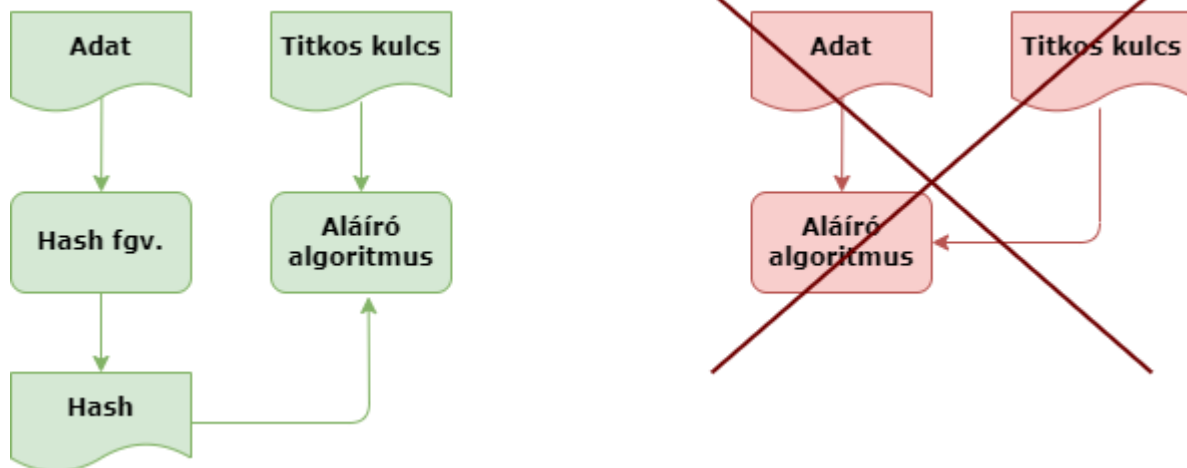 Adat
Titkos kulcs
Adat
Titkos kulcs
Hash fgv.
Aláíró
algoritmus
Aláíró
algoritmus
Hash